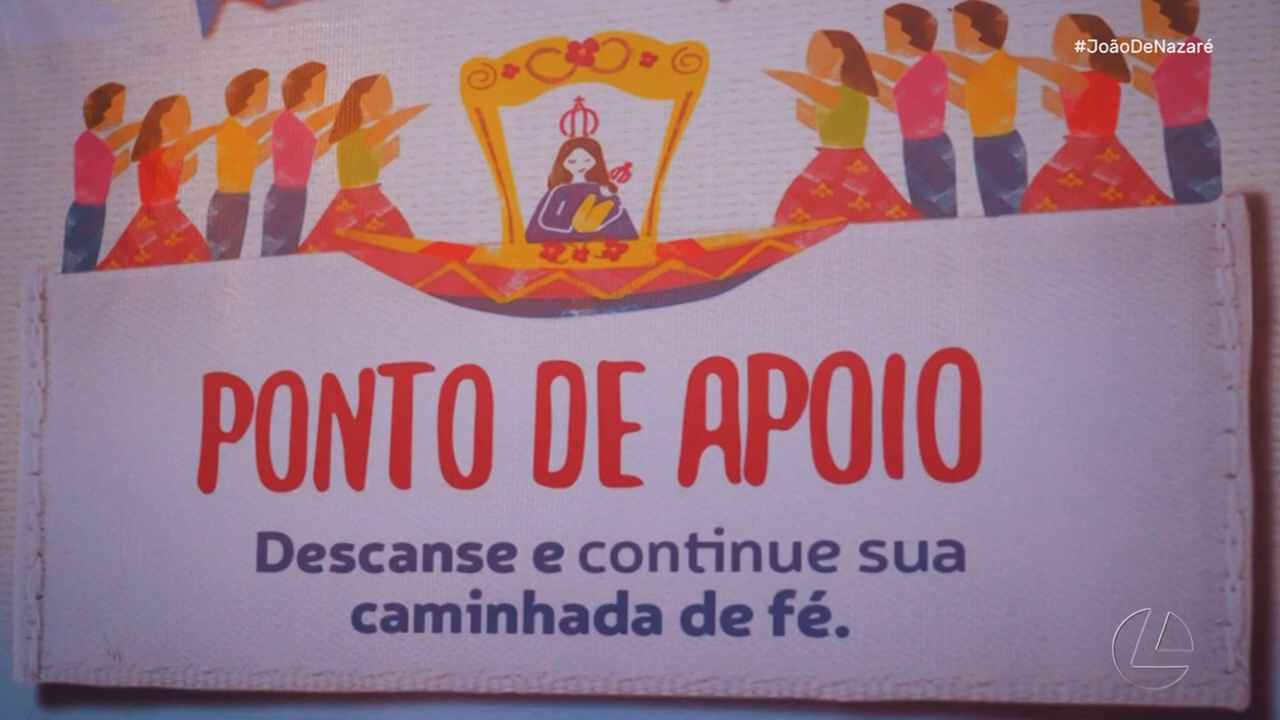 #JoãoDeNazaré
PONTO DE APOIO
Descanse e continue sua
caminhada de fé.